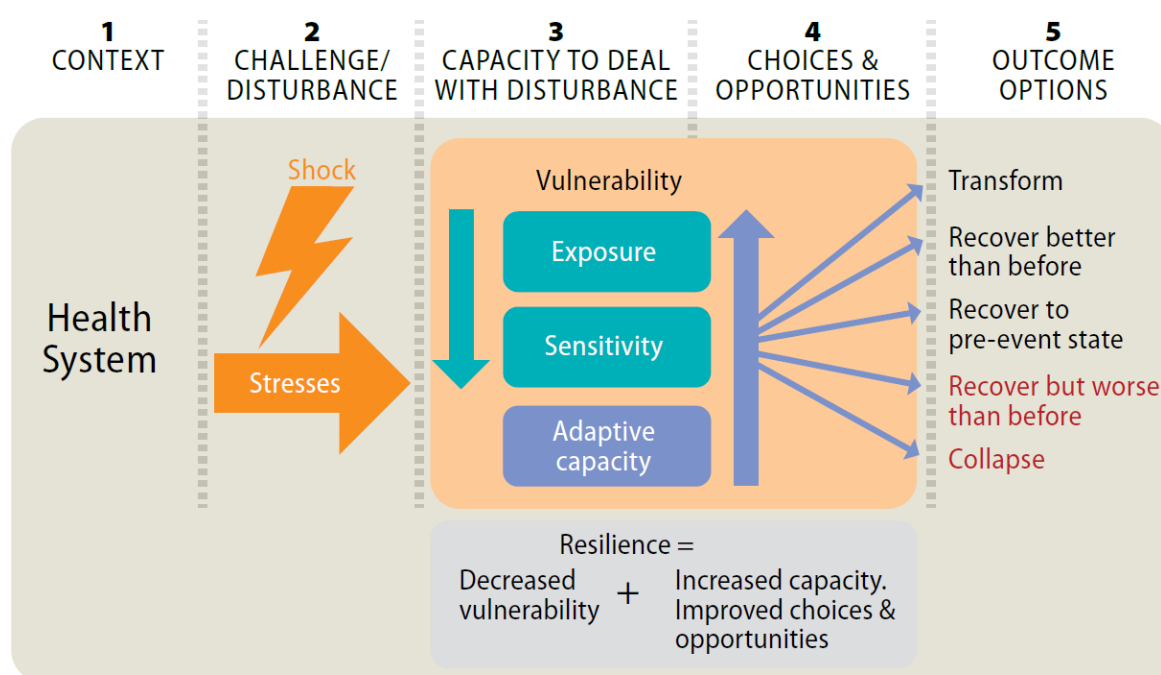 1
CONTEXT
2
CHALLENGE/
DISTURBANCE
3
CAPACITY TO DEAL
WITH DISTURBANCE
4
CHOICES &
OPPORTUNITIES
5
OUTCOME
OPTIONS
Health
System
Shock
Stresses
Vulnerability
Exposure
Sensitivity
Adaptive
capacity
Transform
Recover better
than before
Recover to
pre-event state
Recover but worse
than before
Collapse
Resilience =
Decreased
vulnerability
+
Increased capacity.
Improved choices &
opportunities